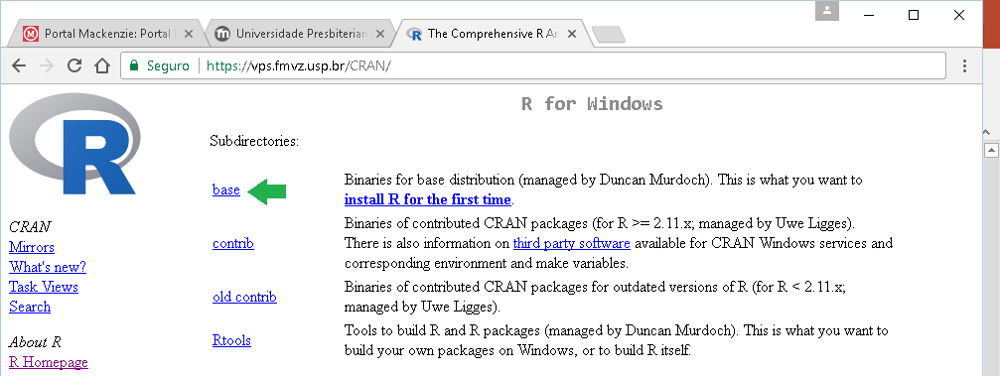 Portal Mackenzie: Portal
Universidade Presbiterian
The Comprehensive R Ar
Seguro
https://vps.fmvz.usp.br/CRAN/
R
R for Windows
Subdirectories:
base
Binaries for base distribution (managed by Duncan Murdoch). This is what you want to
install R for the first time.
contrib
Binaries of contributed CRAN packages (for R >= 2.11.x; managed by Uwe Ligges).
There is also information on third party software available for CRAN Windows services and
corresponding environment and make variables.
old contrib
Binaries of contributed CRAN packages for outdated versions of R (for R < 2.11.x;
managed by Uwe Ligges).
Rtools
Tools to build R and R packages (managed by Duncan Murdoch). This is what you want to
build your own packages on Windows, or to build R itself.
CRAN
Mirrors
What's new?
Task Views
Search
About R
R Homepage